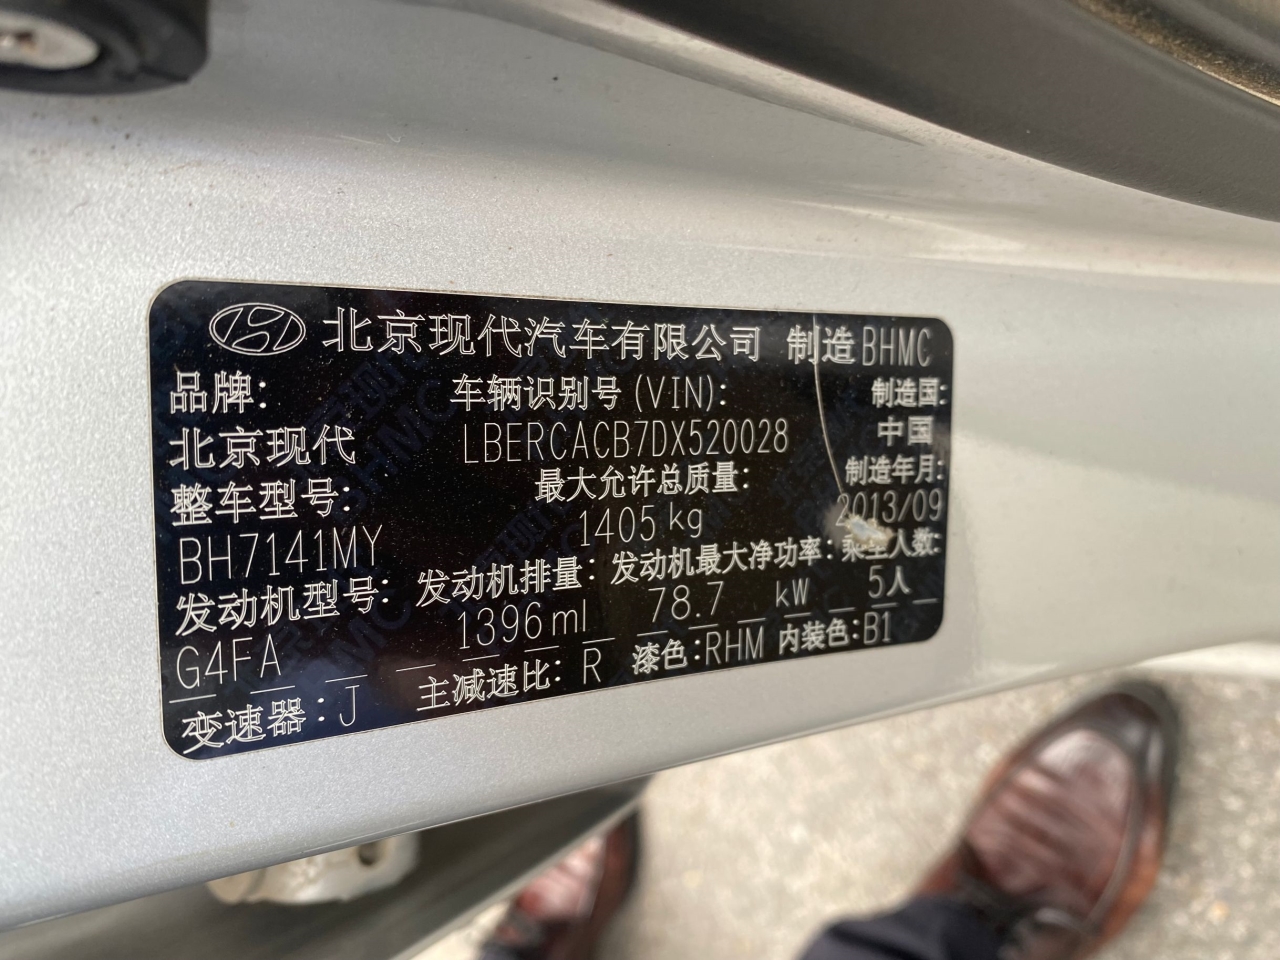 北京现代汽车有限公司 制造 BHMC
品牌: 车辆识别号 (VIN): 制造国:
北京现代 LBERCACB7DX520028 中国
整车型号: 最大允许总质量: 制造年月:
BH7141MY 1405 kg 2013/09
发动机型号: 发动机排量: 发动机最大净功率: 乘坐人数:
G4FA 1396 ml 78.7 kW 5人
变速器: J 主减速比: R 漆色: RHM 内装色: B1